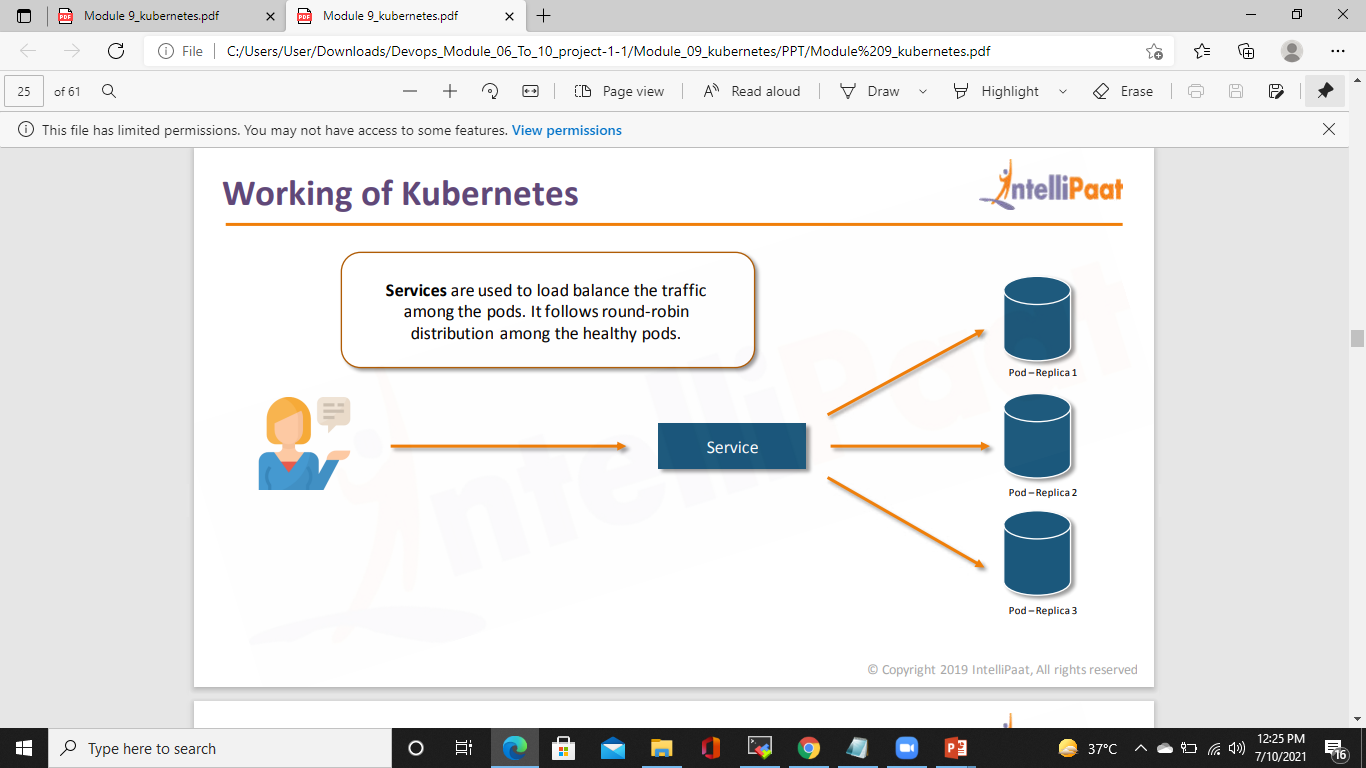 Module 9_kubernetes.pdf
Module 9_kubernetes.pdf
File
C:/Users/User/Downloads/Devops_Module_06_To_10_project-1-1/Module_09_kubernetes/PPT/Module%209_kubernetes.pdf
25 of 61
Page view
Read aloud
Draw
Highlight
Erase
This file has limited permissions. You may not have access to some features. View permissions
Working of Kubernetes
IntelliPaat
Services are used to load balance the traffic
among the pods. It follows round-robin
distribution among the healthy pods.
Pod – Replica 1
Service
Pod – Replica 2
Pod – Replica 3
© Copyright 2019 IntelliPaat, All rights reserved
Type here to search
37°C
12:25 PM
7/10/2021
16